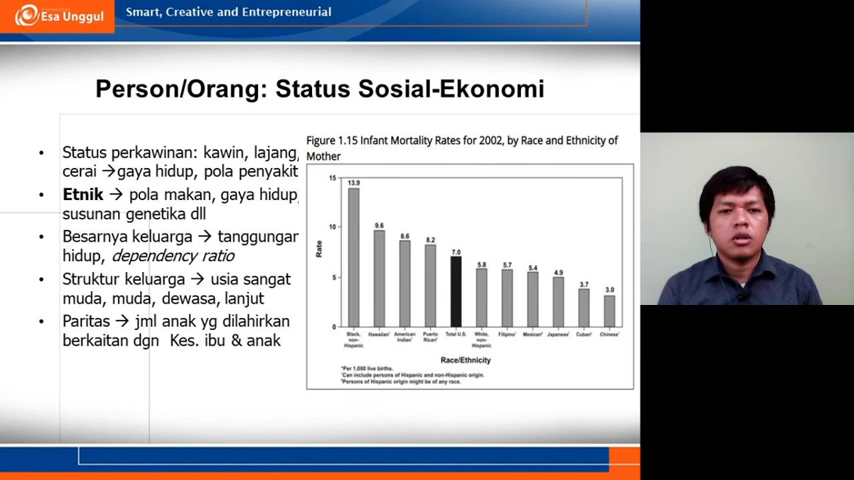 Esa Unggul
Smart, Creative and Entrepreneurial
Person/Orang: Status Sosial-Ekonomi
• Status perkawinan: kawin, lajang,
cerai →gaya hidup, pola penyakit
• Etnik → pola makan, gaya hidup,
susunan genetika dll
• Besarnya keluarga → tanggungan
hidup, dependency ratio
• Struktur keluarga → usia sangat
muda, muda, dewasa, lanjut
• Paritas → jml anak yg dilahirkan
berkaitan dgn Kes. ibu & anak
Figure 1.15 Infant Mortality Rates for 2002, by Race and Ethnicity of
Mother
15
10
5
0
Rate
13.9
9.6
8.6
8.2
7.0
5.8
5.7
5.4
4.9
3.7
3.0
Black,
non-
Hispanic
Hawaiian†
American
Indian†
Puerto
Rican§
Total U.S.
White,
non-
Hispanic
Filipino†
Mexican§
Japanese†
Cuban§
Chinese†
Race/Ethnicity
*Per 1,000 live births.
†Can include persons of Hispanic and non-Hispanic origin.
§Persons of Hispanic origin might be of any race.